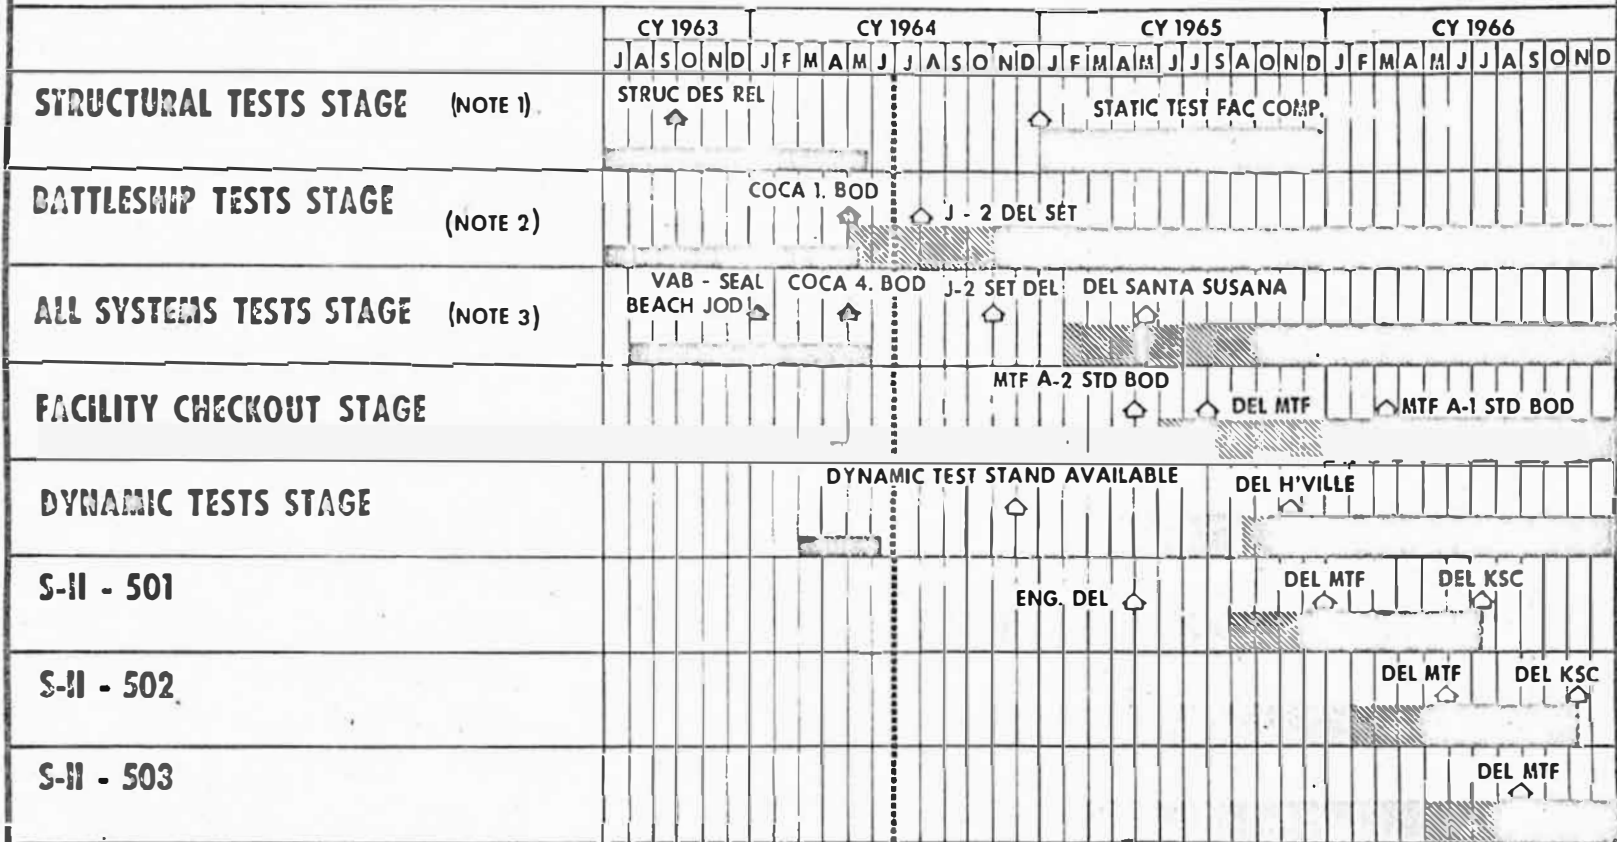 CY 1963 CY 1964 CY 1965 CY 1966
J A S O N D J F M A M J J A S O N D J F M A M J J S A O N D J F M A M J J A S O N D
STRUCTURAL TESTS STAGE (NOTE 1) STRUC DES REL STATIC TEST FAC COMP.
BATTLESHIP TESTS STAGE (NOTE 2) COCA 1. BOD J - 2 DEL SET
ALL SYSTEMS TESTS STAGE (NOTE 3) VAB - SEAL BEACH JOD COCA 4. BOD J-2 SET DEL DEL SANTA SUSANA
FACILITY CHECKOUT STAGE MTF A-2 STD BOD DEL MTF MTF A-1 STD BOD
DYNAMIC TESTS STAGE DYNAMIC TEST STAND AVAILABLE DEL H'VILLE
S-II - 501 ENG. DEL DEL MTF DEL KSC
S-II - 502 DEL MTF DEL KSC
S-II - 503 DEL MTF